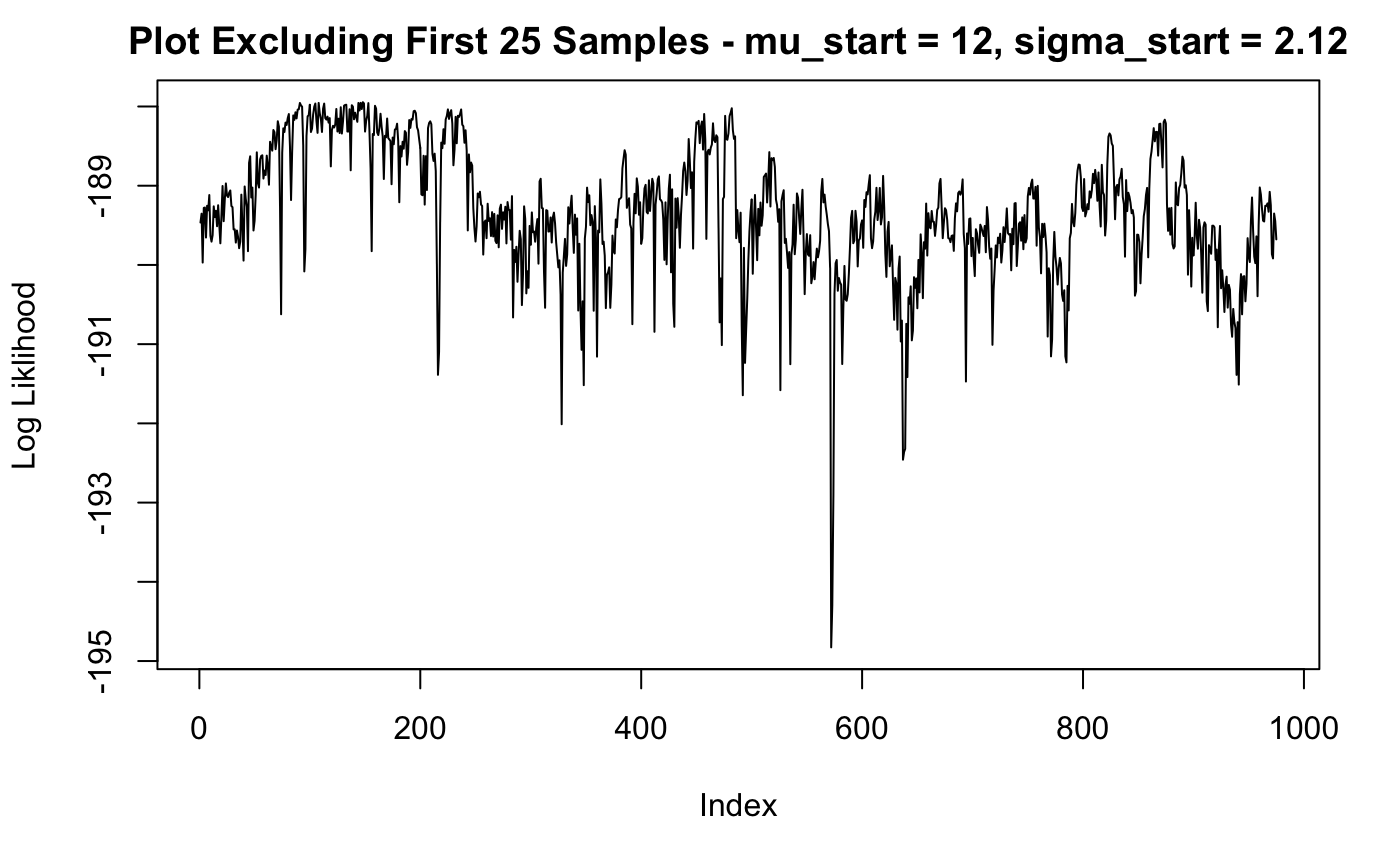 Plot Excluding First 25 Samples - mu_start = 12, sigma_start = 2.12
Log Liklihood
-189
-191
-193
-195
0 200 400 600 800 1000
Index